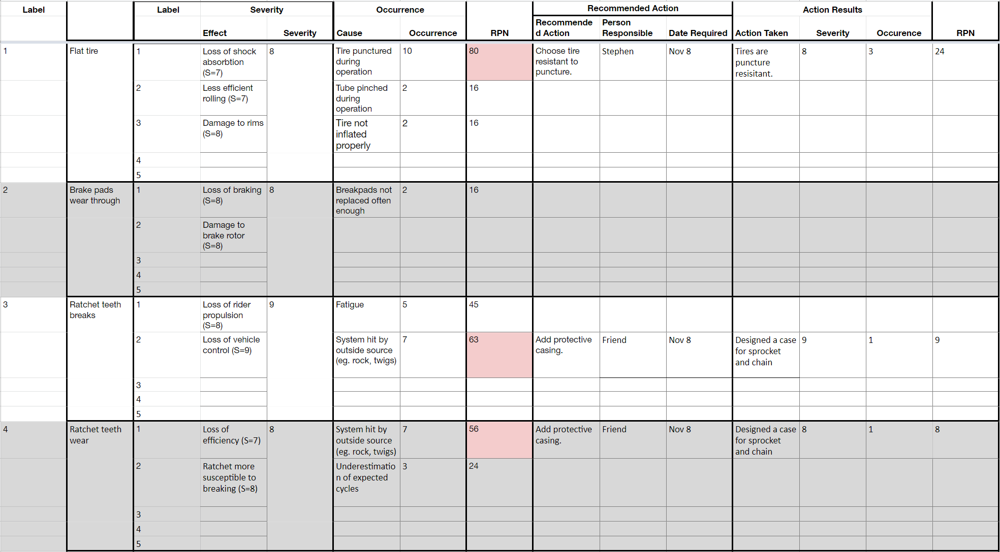 Label
Label
Severity
Occurrence
RPN
Recommended Action
Action Results
RPN
Effect
Severity
Cause
Occurrence
Recommende
d Action
Person
Responsible
Date Required
Action Taken
Severity
Occurence
1
Flat tire
1
Loss of shock
absorbtion
(S=7)
8
Tire punctured
during
operation
10
80
Choose tire
resistant to
puncture.
Stephen
Nov 8
Tires are
puncture
resisitant.
8
3
24
2
Less efficient
rolling (S=7)
Tube pinched
during
operation
2
16
3
Damage to rims
(S=8)
Tire not
inflated
properly
2
16
4
5
2
Brake pads
wear through
1
Loss of braking
(S=8)
8
Breakpads not
replaced often
enough
2
16
2
Damage to
brake rotor
(S=8)
3
4
5
3
Ratchet teeth
breaks
1
Loss of rider
propulsion
(S=8)
9
Fatigue
5
45
2
Loss of vehicle
control (S=9)
System hit by
outside source
(eg. rock, twigs)
7
63
Add protective
casing.
Friend
Nov 8
Designed a case
for sprocket
and chain
9
1
9
3
4
5
4
Ratchet teeth
wear
1
Loss of
efficiency (S=7)
8
System hit by
outside source
(eg. rock, twigs)
7
56
Add protective
casing.
Friend
Nov 8
Designed a case
for sprocket
and chain
8
1
8
2
Ratchet more
susceptible to
breaking (S=8)
Underestimatio
n of expected
cycles
3
24
3
4
5